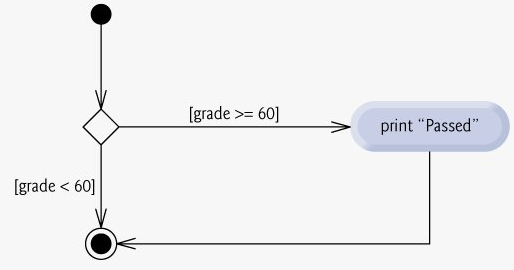 [grade >= 60]
print “Passed”
[grade < 60]